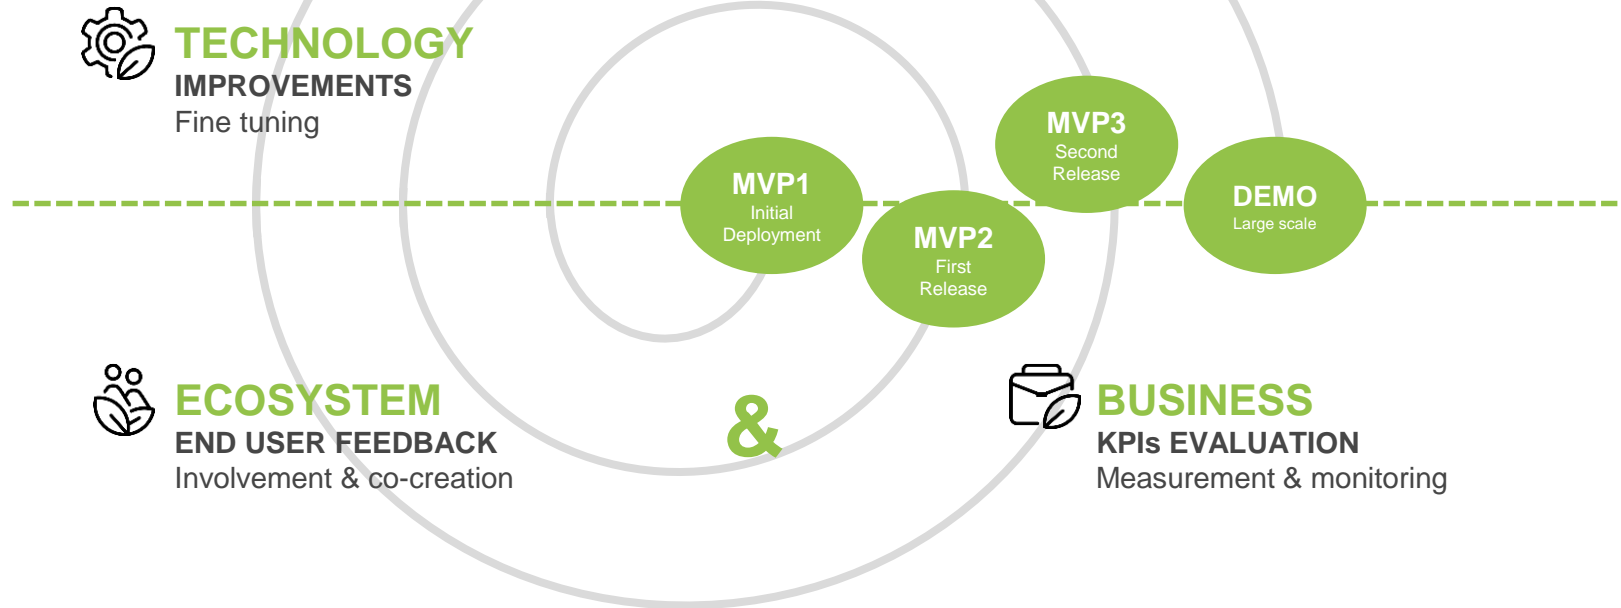 TECHNOLOGY
IMPROVEMENTS
Fine tuning
MVP1
Initial
Deployment
MVP2
First
Release
MVP3
Second
Release
DEMO
Large scale
ECOSYSTEM
END USER FEEDBACK
Involvement & co-creation
&
BUSINESS
KPIs EVALUATION
Measurement & monitoring